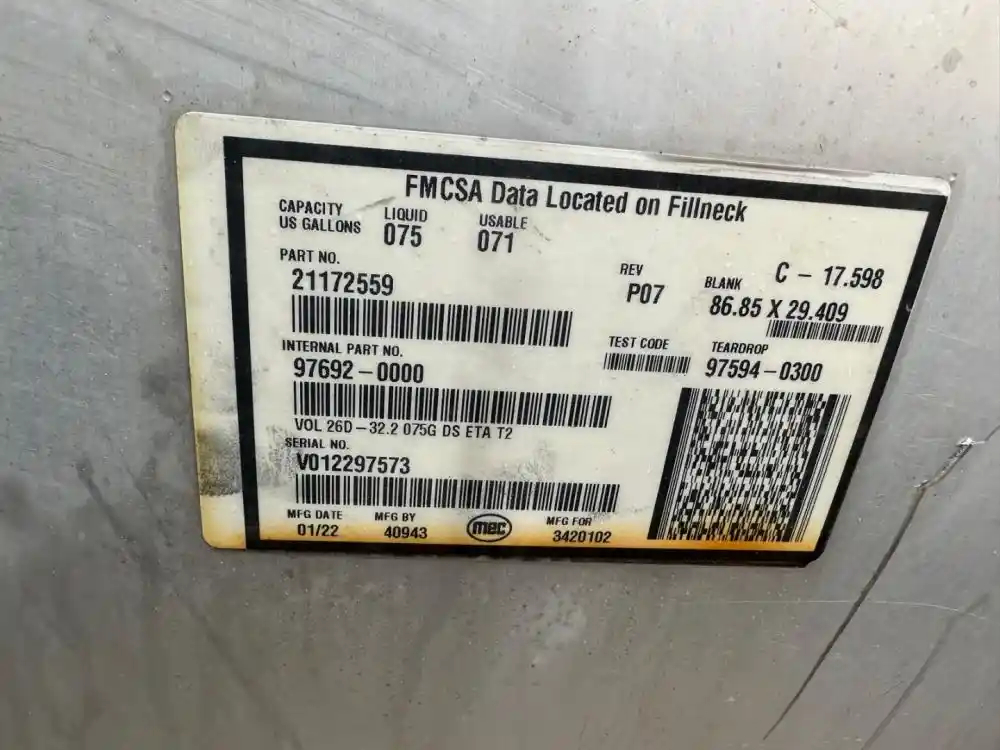 FMCSA Data Located on Fillneck
CAPACITY US GALLONS LIQUID 075 USABLE 071
PART NO.
21172559
REV
P07
BLANK C - 17.598
86.85 X 29.409
INTERNAL PART NO.
97692-0000
TEST CODE
TEARDROP
97594-0300
VOL 26D-32.2 075G DS ETA T2
SERIAL NO.
V012297573
MFG DATE MFG BY MFG FOR
01/22 40943 mec 3420102